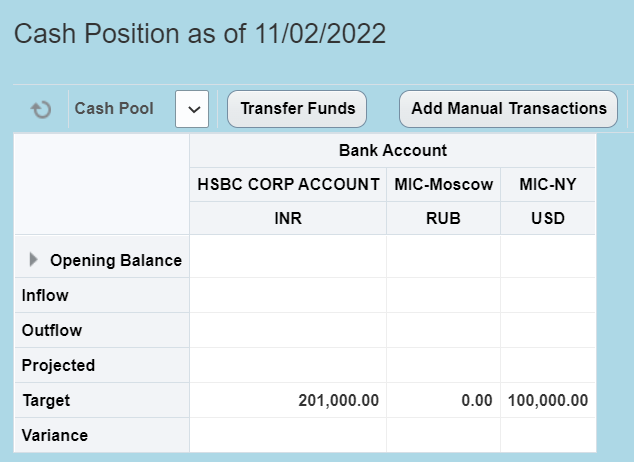 Cash Position as of 11/02/2022
Cash Pool Transfer Funds Add Manual Transactions
Bank Account
HSBC CORP ACCOUNT MIC-Moscow MIC-NY
INR RUB USD
Opening Balance
Inflow
Outflow
Projected
Target 201,000.00 0.00 100,000.00
Variance